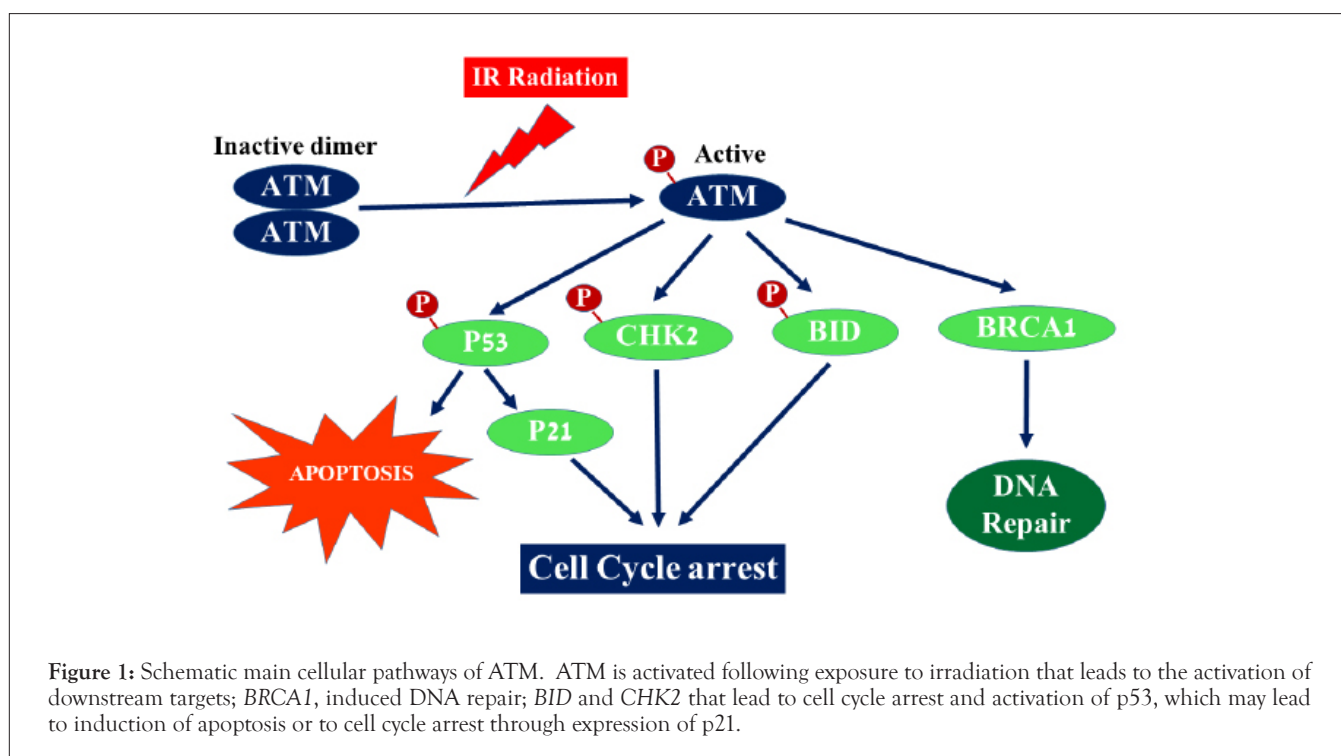 IR Radiation
Inactive dimer
ATM
ATM
P
Active
ATM
P
P53
P
CHK2
P
BID
BRCA1
P21
APOPTOSIS
DNA
Repair
Cell Cycle arrest
Figure 1: Schematic main cellular pathways of ATM. ATM is activated following exposure to irradiation that leads to the activation of
downstream targets; BRCA1, induced DNA repair; BID and CHK2 that lead to cell cycle arrest and activation of p53, which may lead
to induction of apoptosis or to cell cycle arrest through expression of p21.